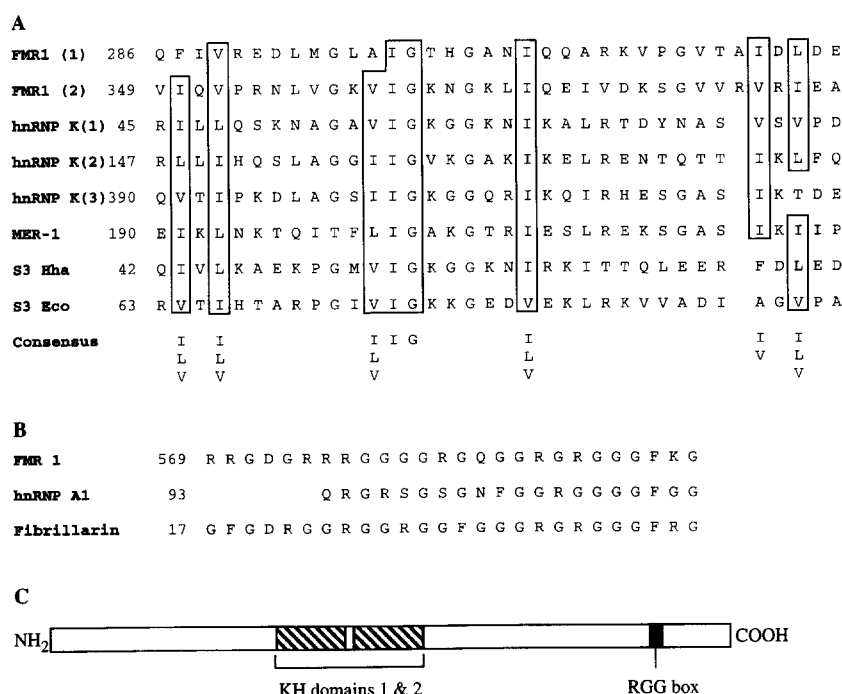 A
FMR1 (1) 286 Q F I V R E D L M G L A I G T H G A N I Q Q A R K V P G V T A I D L D E
FMR1 (2) 349 V I Q V P R N L V G K V I G K N G K L I Q E I V D K S G V V R V R I E A
hnRNP K(1) 45 R I L L Q S K N A G A V I G K G G K N I K A L R T D Y N A S V S V P D
hnRNP K(2) 147 R L L I H Q S L A G G I I G V K G A K I K E L R E N T Q T T I K L F Q
hnRNP K(3) 390 Q V T I P K D L A G S I I G K G G Q R I K Q I R H E S G A S I K T D E
MER-1 190 E I K L N K T Q I T F L I G A K G T R I E S L R E K S G A S I K I I P
S3 Hha 42 Q I V L K A E K P G M V I G K G G K N I R K I T T Q L E E R F D L E D
S3 Eco 63 R V T I H T A R P G I V I G K K G E D V E K L R K V V A D I A G V P A
Consensus I I I I G I I I
L L L L V L
V V V V V
B
FMR 1 569 R R G D G R R R G G G G R G Q G G R G R G G G F K G
hnRNP A1 93 Q R G R S G S G N F G G R G G G G F G G
Fibrillarin 17 G F G D R G G R G G R G G F G G G R G R G G G F R G
C
NH2 COOH
KH domains 1 & 2 RGG box